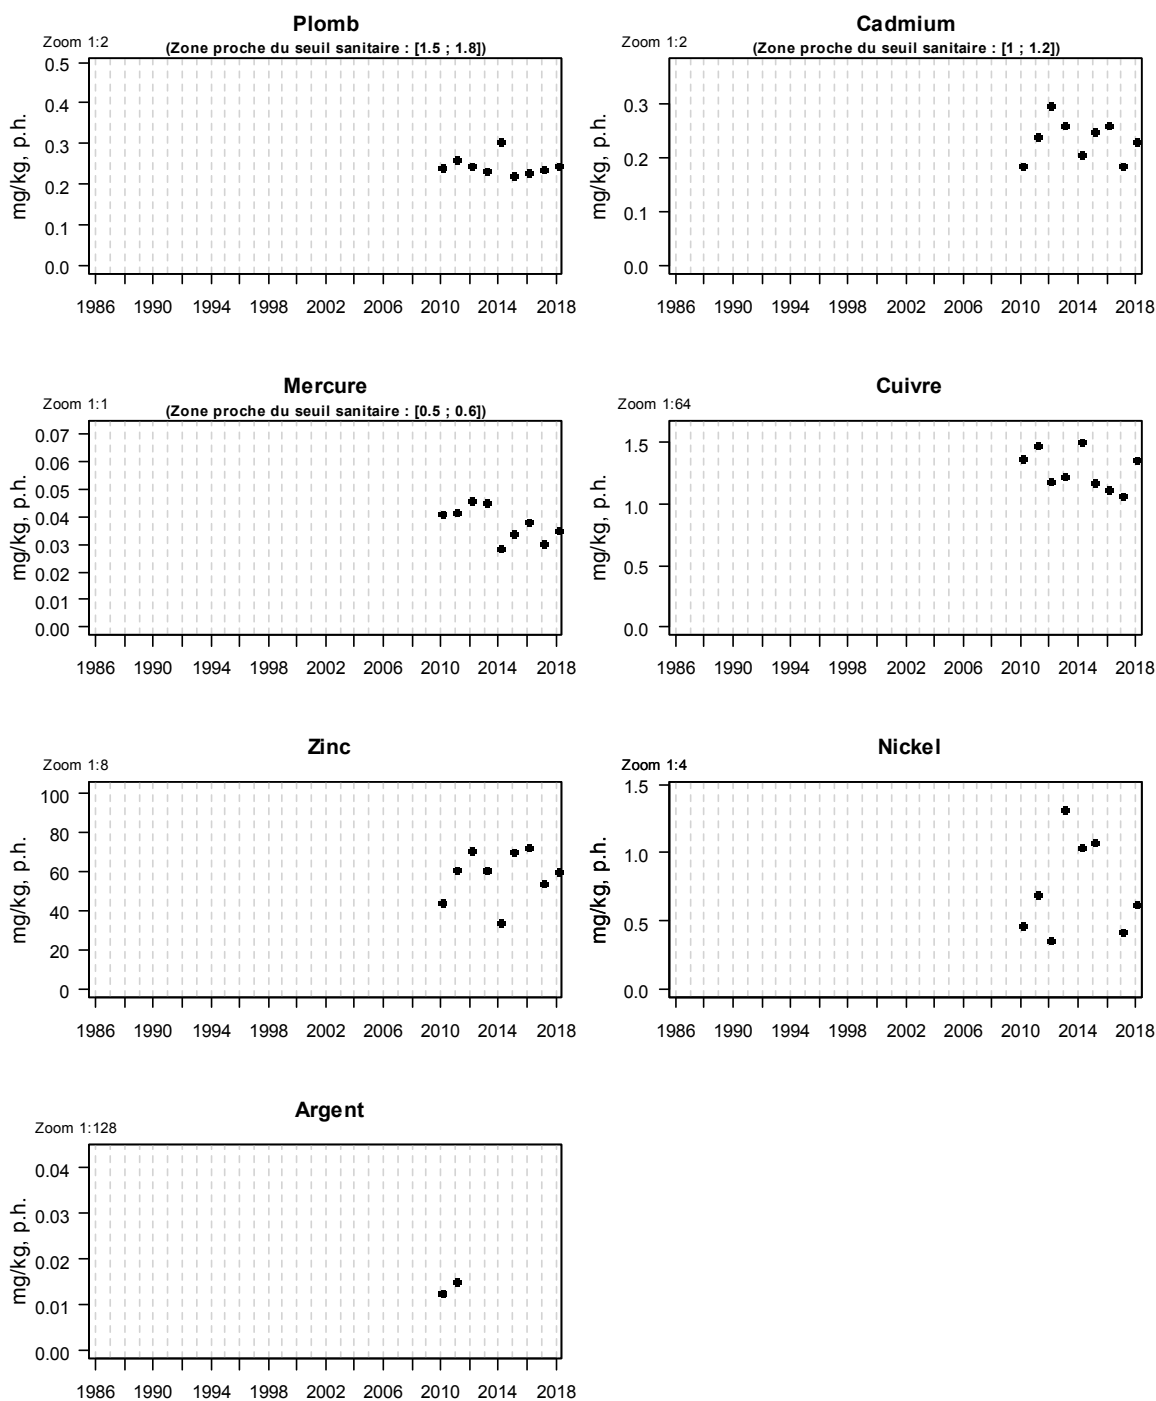 Plomb
Zoom 1:2
(Zone proche du seuil sanitaire : [1.5 ; 1.8])
mg/kg, p.h.
0.5
0.4
0.3
0.2
0.1
0.0
1986 1990 1994 1998 2002 2006 2010 2014 2018
Cadmium
Zoom 1:2
(Zone proche du seuil sanitaire : [1 ; 1.2])
mg/kg, p.h.
0.3
0.2
0.1
0.0
1986 1990 1994 1998 2002 2006 2010 2014 2018
Mercure
Zoom 1:1
(Zone proche du seuil sanitaire : [0.5 ; 0.6])
mg/kg, p.h.
0.07
0.06
0.05
0.04
0.03
0.02
0.01
0.00
1986 1990 1994 1998 2002 2006 2010 2014 2018
Cuivre
Zoom 1:64
mg/kg, p.h.
1.5
1.0
0.5
0.0
1986 1990 1994 1998 2002 2006 2010 2014 2018
Zinc
Zoom 1:8
mg/kg, p.h.
100
80
60
40
20
0
1986 1990 1994 1998 2002 2006 2010 2014 2018
Nickel
Zoom 1:4
mg/kg, p.h.
1.5
1.0
0.5
0.0
1986 1990 1994 1998 2002 2006 2010 2014 2018
Argent
Zoom 1:128
mg/kg, p.h.
0.04
0.03
0.02
0.01
0.00
1986 1990 1994 1998 2002 2006 2010 2014 2018